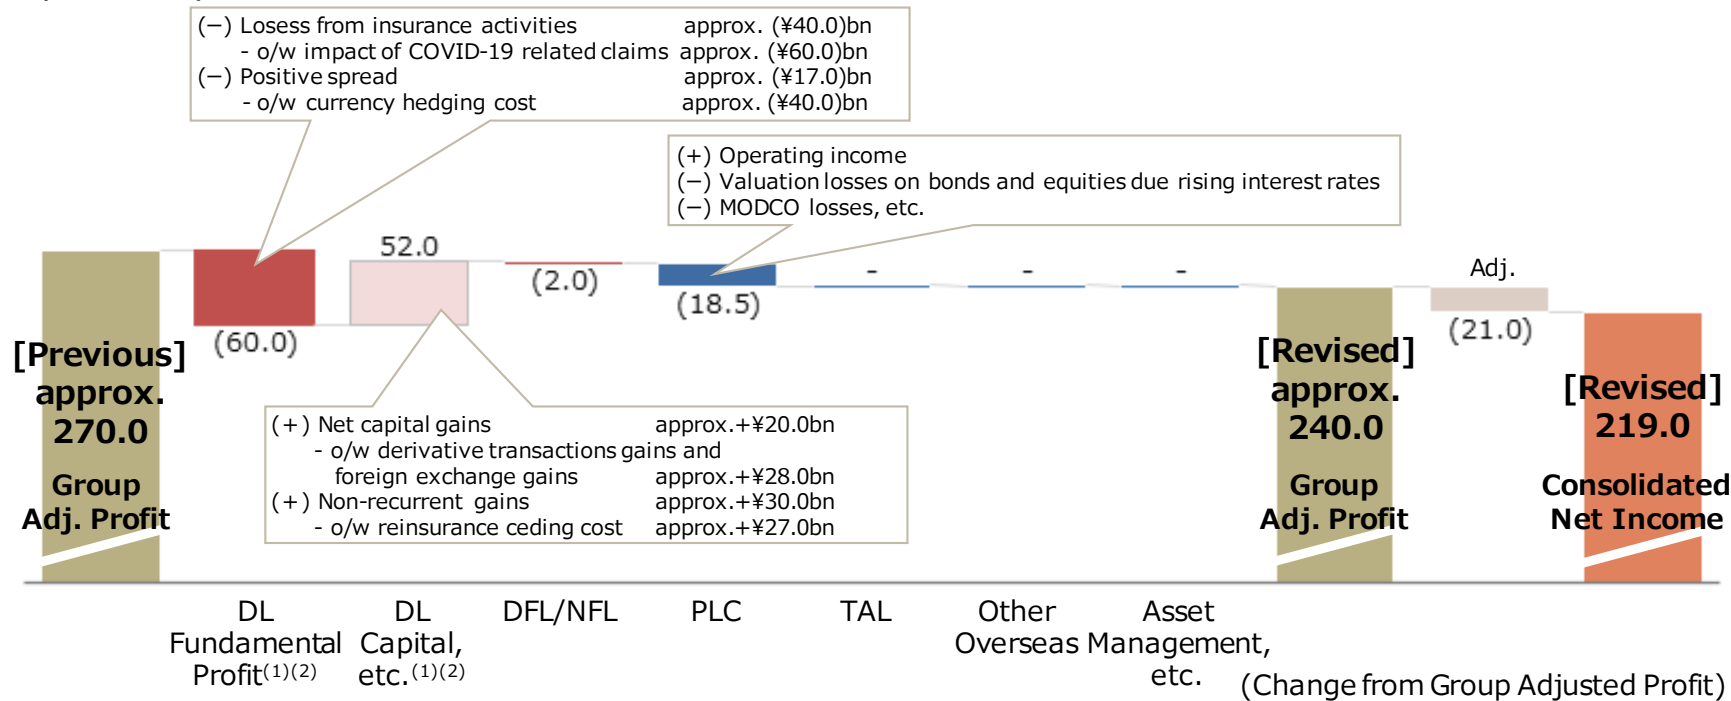 (−) Losess from insurance activities approx. (¥40.0)bn
- o/w impact of COVID-19 related claims approx. (¥60.0)bn
(−) Positive spread approx. (¥17.0)bn
- o/w currency hedging cost approx. (¥40.0)bn
(+) Operating income
(−) Valuation losses on bonds and equities due rising interest rates
(−) MODCO losses, etc.
52.0
(2.0)
(18.5)
-
-
-
Adj.
(60.0)
(21.0)
[Previous]
approx.
270.0
Group
Adj. Profit
(+) Net capital gains approx.+¥20.0bn
- o/w derivative transactions gains and
foreign exchange gains approx.+¥28.0bn
(+) Non-recurrent gains approx.+¥30.0bn
- o/w reinsurance ceding cost approx.+¥27.0bn
[Revised]
approx.
240.0
Group
Adj. Profit
[Revised]
219.0
Consolidated
Net Income
DL
Fundamental
Profit(1)(2)
DL
Capital,
etc.(1)(2)
DFL/NFL
PLC
TAL
Other
Overseas
Asset
Management,
etc.
(Change from Group Adjusted Profit)